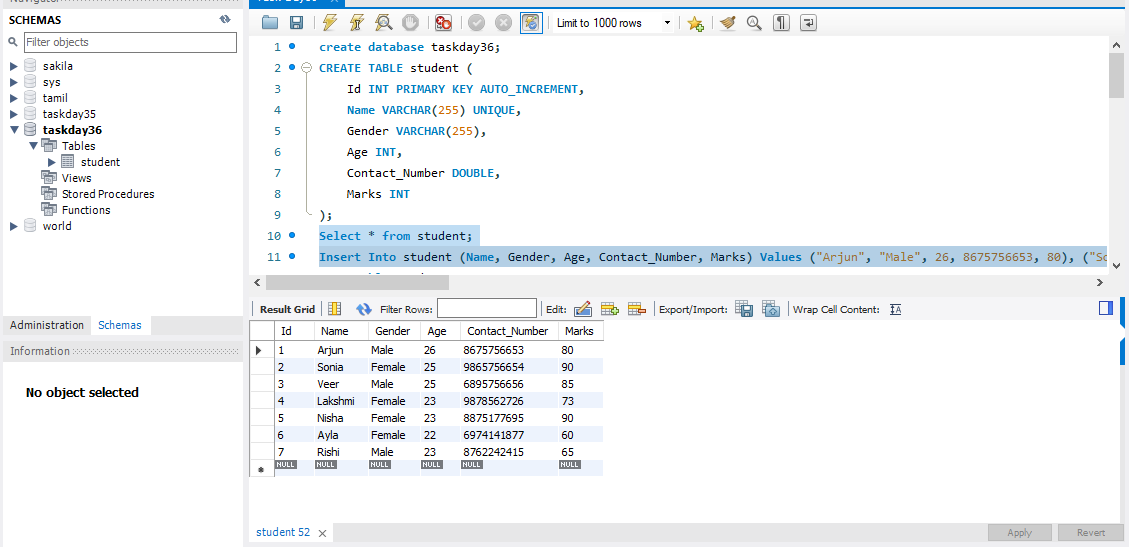 SCHEMAS
Filter objects
sakila
sys
tamil
taskday35
taskday36
Tables
student
Views
Stored Procedures
Functions
world
Administration Schemas
Information
No object selected
Limit to 1000 rows
1 create database taskday36;
2 CREATE TABLE student (
3 Id INT PRIMARY KEY AUTO_INCREMENT,
4 Name VARCHAR(255) UNIQUE,
5 Gender VARCHAR(255),
6 Age INT,
7 Contact_Number DOUBLE,
8 Marks INT
9 );
10 Select * from student;
11 Insert Into student (Name, Gender, Age, Contact_Number, Marks) Values ("Arjun", "Male", 26, 8675756653, 80), ("So
Result Grid Filter Rows: Edit: Export/Import: Wrap Cell Content:
Id Name Gender Age Contact_Number Marks
1 Arjun Male 26 8675756653 80
2 Sonia Female 25 9865756654 90
3 Veer Male 25 6895756656 85
4 Lakshmi Female 23 9878562726 73
5 Nisha Female 23 8875177695 90
6 Ayla Female 22 6974141877 60
7 Rishi Male 23 8762242415 65
NULL NULL NULL NULL NULL NULL
student 52
Apply Revert